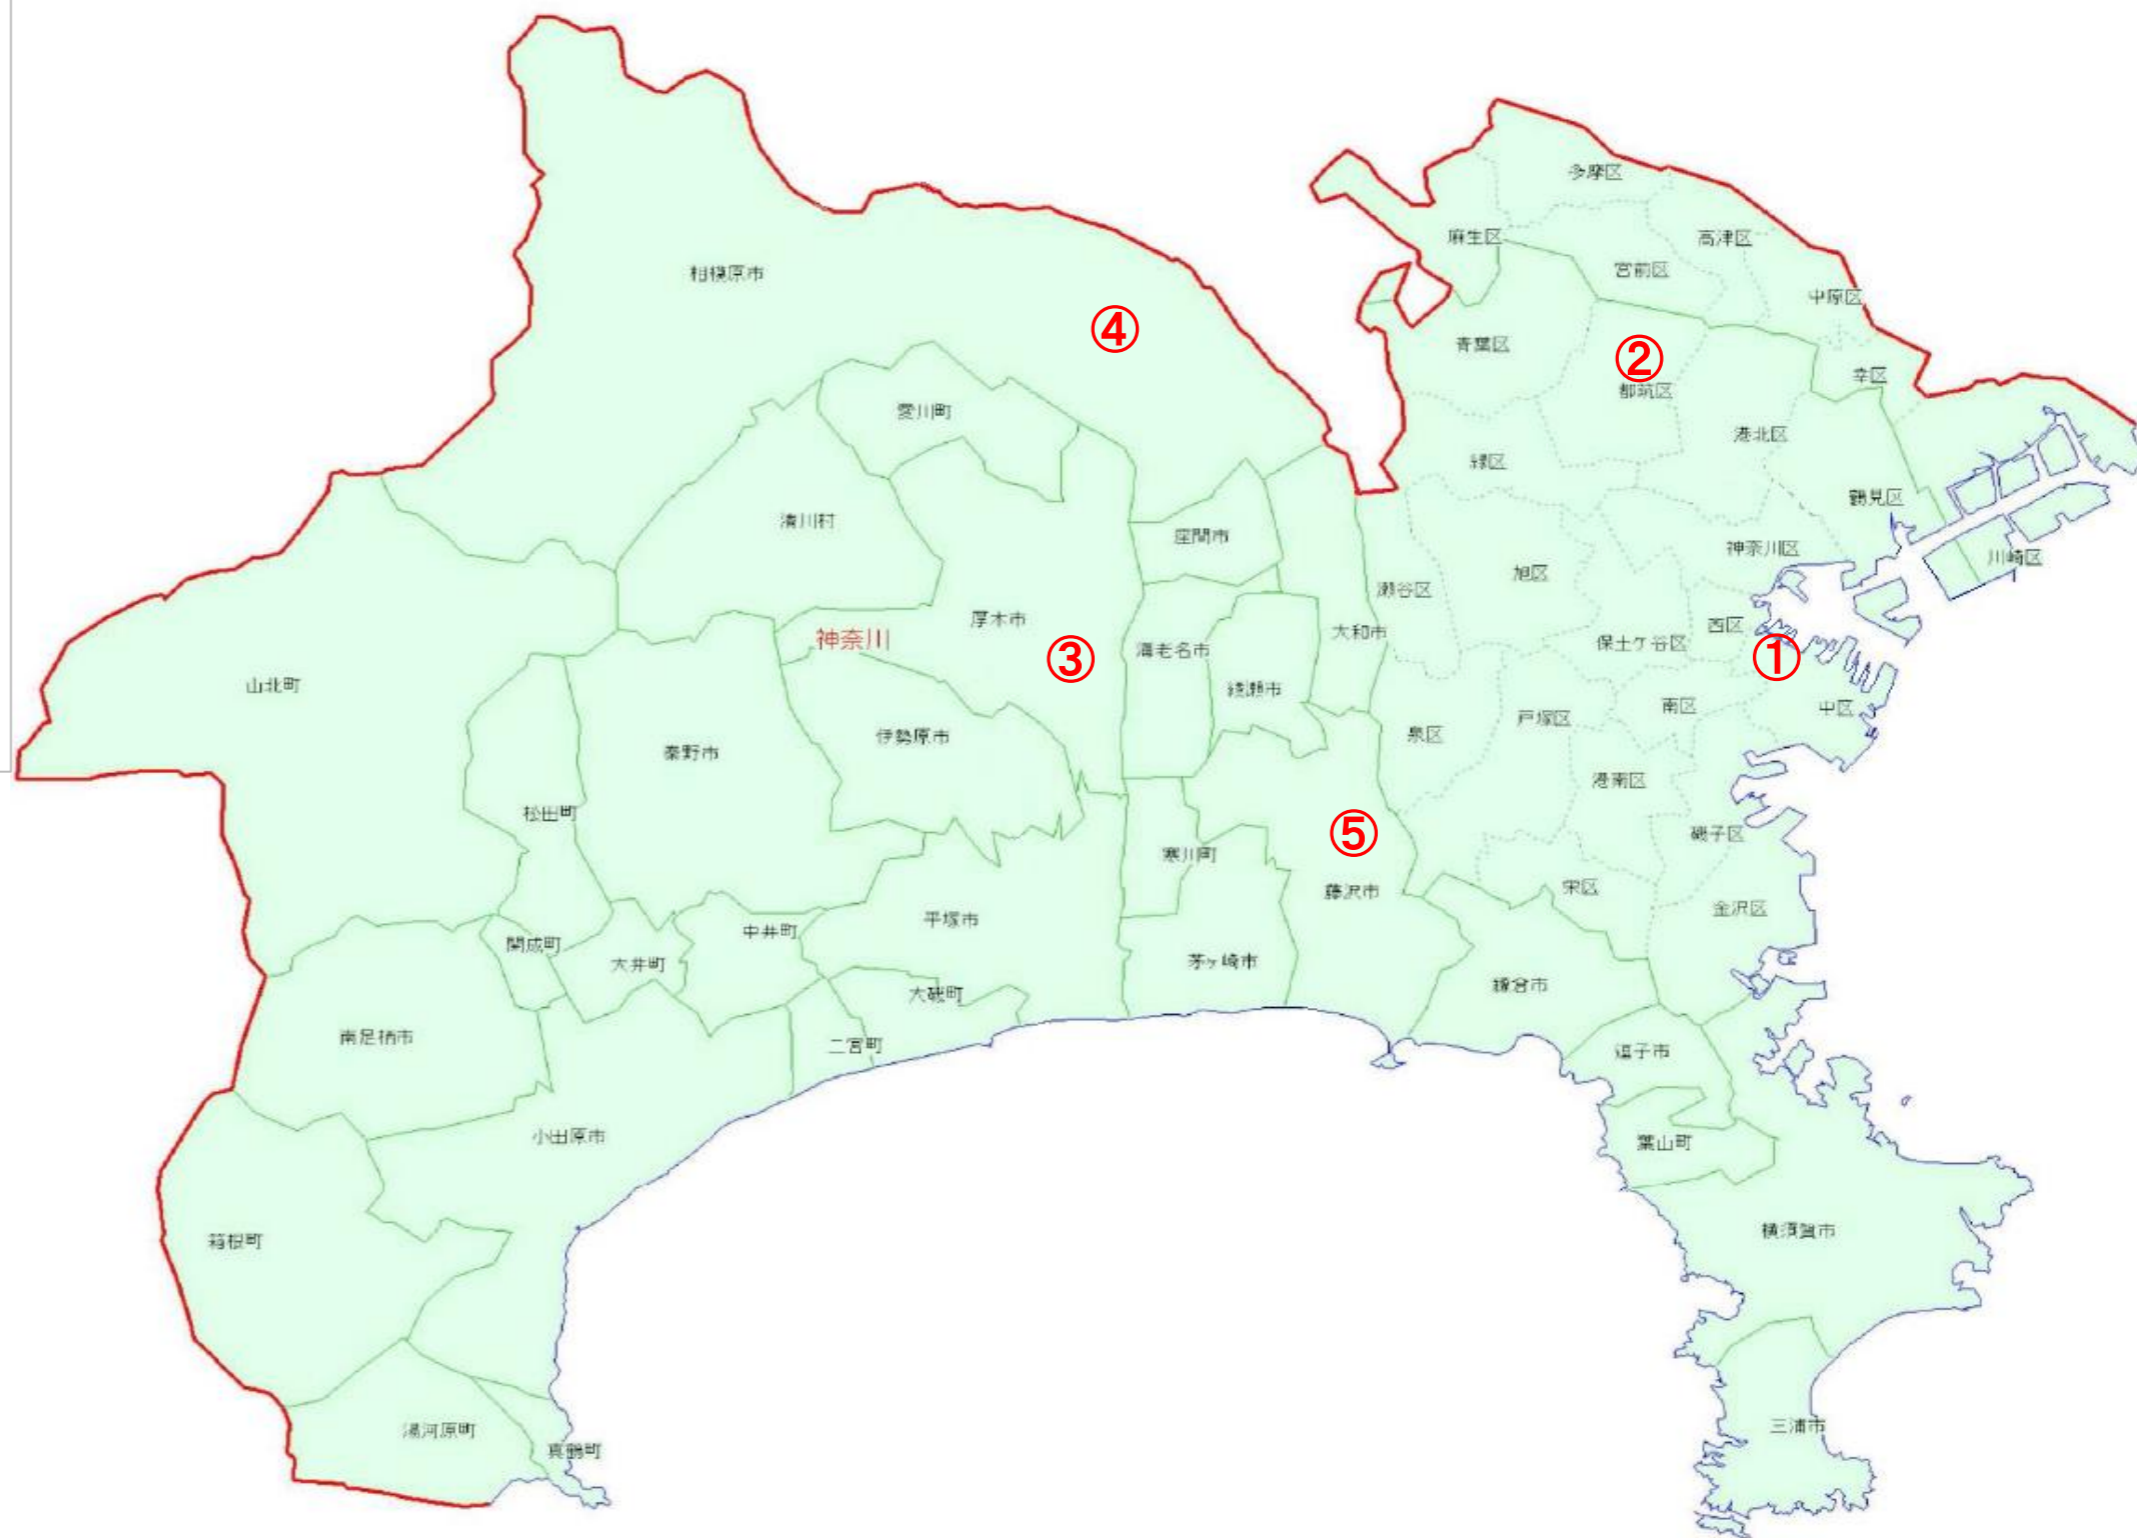 多摩区
麻生区
高津区
宮前区
相模原市
中原区
④
青葉区
②
都筑区
幸区
愛川町
港北区
緑区
鶴見区
清川村
座間市
神奈川区
川崎区
旭区
瀬谷区
厚木市
神奈川
大和市
西区
保土ケ谷区
海老名市
③
①
山北町
綾瀬市
南区
中区
戸塚区
泉区
伊勢原市
秦野市
港南区
松田町
⑤
磯子区
寒川町
栄区
藤沢市
金沢区
平塚市
中井町
開成町
大井町
茅ヶ崎市
鎌倉市
大磯町
南足柄市
二宮町
逗子市
小田原市
葉山町
横須賀市
箱根町
三浦市
湯河原町
真鶴町